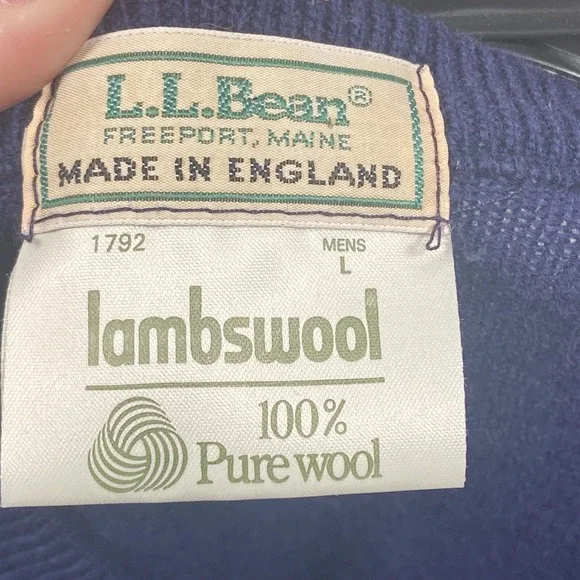 L.L.Bean®
FREEPORT, MAINE
MADE IN ENGLAND
1792 MENS
L
lambswool
100%
Pure wool